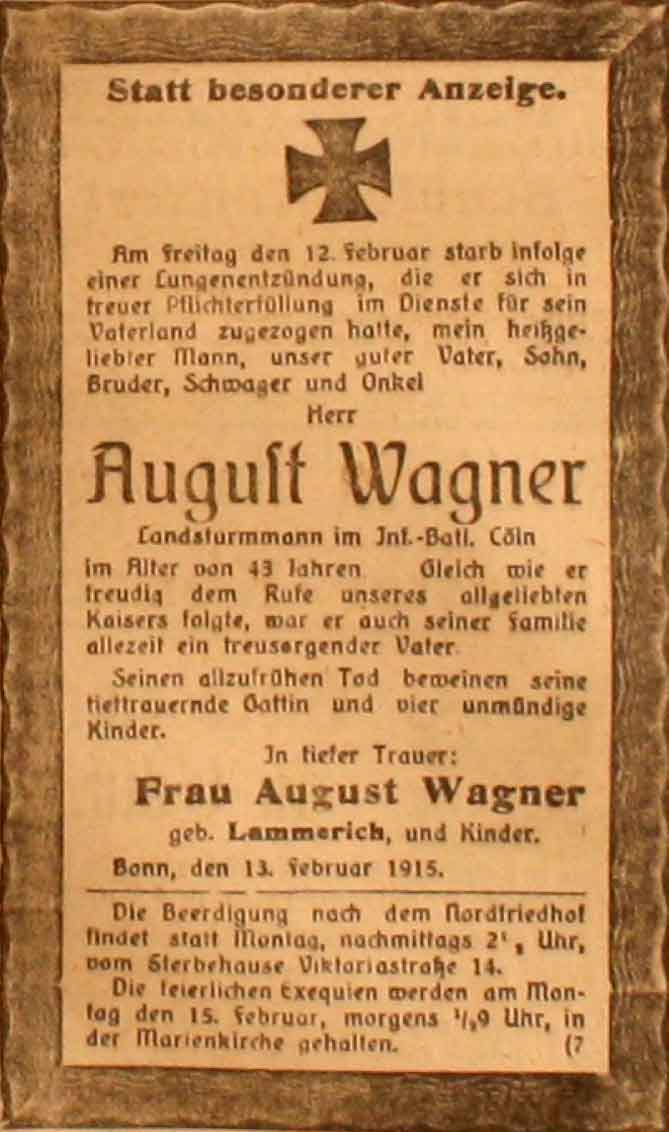 Statt besonderer Anzeige.
Am Freitag den 12. Februar starb infolge
einer Lungenentzündung, die er sich in
treuer Pflichterfüllung im Dienste für sein
Vaterland zugezogen hatte, mein heißge-
liebter Mann, unser guter Vater, Sohn,
Bruder, Schwager und Onkel
Herr
August Wagner
Landsturmmann im Inf.-Batl. Cöln
im Alter von 43 Jahren. Gleich wie er
freudig dem Rufe unseres allgeliebten
Kaisers folgte, war er auch seiner Familie
allezeit ein treusorgender Vater.
Seinen allzufrühen Tod beweinen seine
tieftrauernde Gattin und vier unmündige
Kinder.
In tiefer Trauer:
Frau August Wagner
geb. Lammerich, und Kinder.
Bonn, den 13. Februar 1915.
Die Beerdigung nach dem Nordfriedhof
findet statt Montag, nachmittags 2¹/₂ Uhr,
vom Sterbehause Viktoriastraße 14.
Die feierlichen Exequien werden am Mon-
tag den 15. Februar, morgens ¹/₂9 Uhr, in
der Marienkirche gehalten. (7